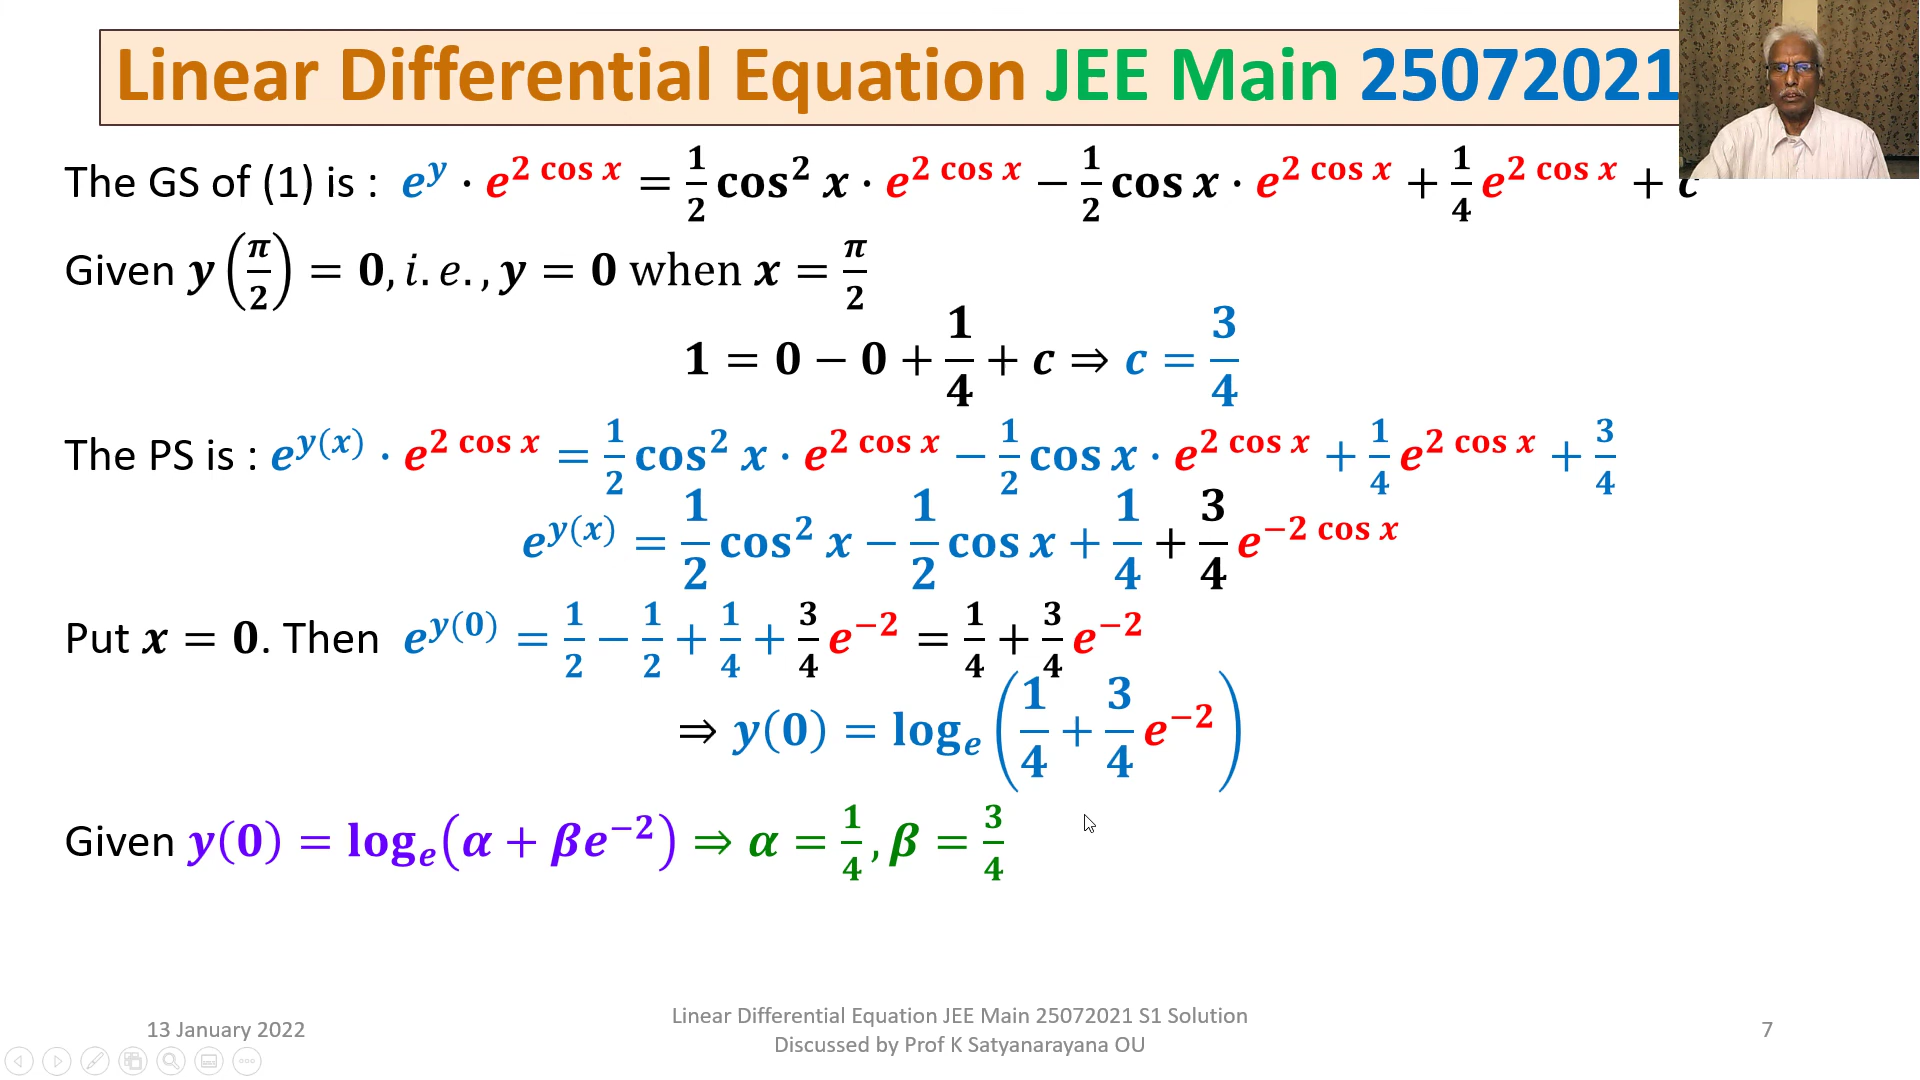 Linear Differential Equation JEE Main 25072021
The GS of (1) is : e^y · e^{2 cos x} = 1/2 cos² x · e^{2 cos x} − 1/2 cos x · e^{2 cos x} + 1/4 e^{2 cos x} + c
Given y(π/2) = 0, i. e., y = 0 when x = π/2
1 = 0 − 0 + 1/4 + c ⇒ c = 3/4
The PS is : e^{y(x)} · e^{2 cos x} = 1/2 cos² x · e^{2 cos x} − 1/2 cos x · e^{2 cos x} + 1/4 e^{2 cos x} + 3/4
e^{y(x)} = 1/2 cos² x − 1/2 cos x + 1/4 + 3/4 e^{−2 cos x}
Put x = 0. Then e^{y(0)} = 1/2 − 1/2 + 1/4 + 3/4 e^{−2} = 1/4 + 3/4 e^{−2}
⇒ y(0) = log_e (1/4 + 3/4 e^{−2})
Given y(0) = log_e(α + βe^{−2}) ⇒ α = 1/4, β = 3/4
13 January 2022
Linear Differential Equation JEE Main 25072021 S1 Solution
Discussed by Prof K Satyanarayana OU
7